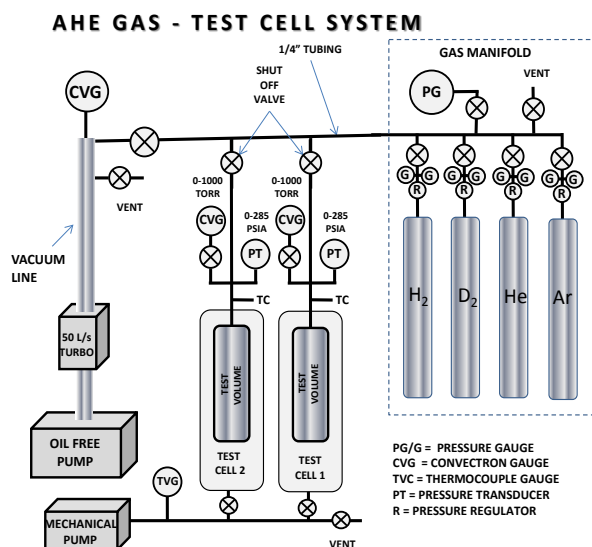 AHE GAS - TEST CELL SYSTEM
1/4” TUBING
GAS MANIFOLD
SHUT
OFF
VALVE
CVG
PG
VENT
VENT
0-1000
TORR
CVG
0-285
PSIA
PT
TC
0-1000
TORR
CVG
0-285
PSIA
PT
TC
G G
R
G G
R
G G
R
G G
R
VACUUM
LINE
H2
D2
He
Ar
50 L/s
TURBO
TEST
VOLUME
TEST
VOLUME
OIL FREE
PUMP
TEST
CELL 2
TEST
CELL 1
TVG
MECHANICAL
PUMP
VENT
PG/G = PRESSURE GAUGE
CVG = CONVECTRON GAUGE
TVC = THERMOCOUPLE GAUGE
PT = PRESSURE TRANSDUCER
R = PRESSURE REGULATOR